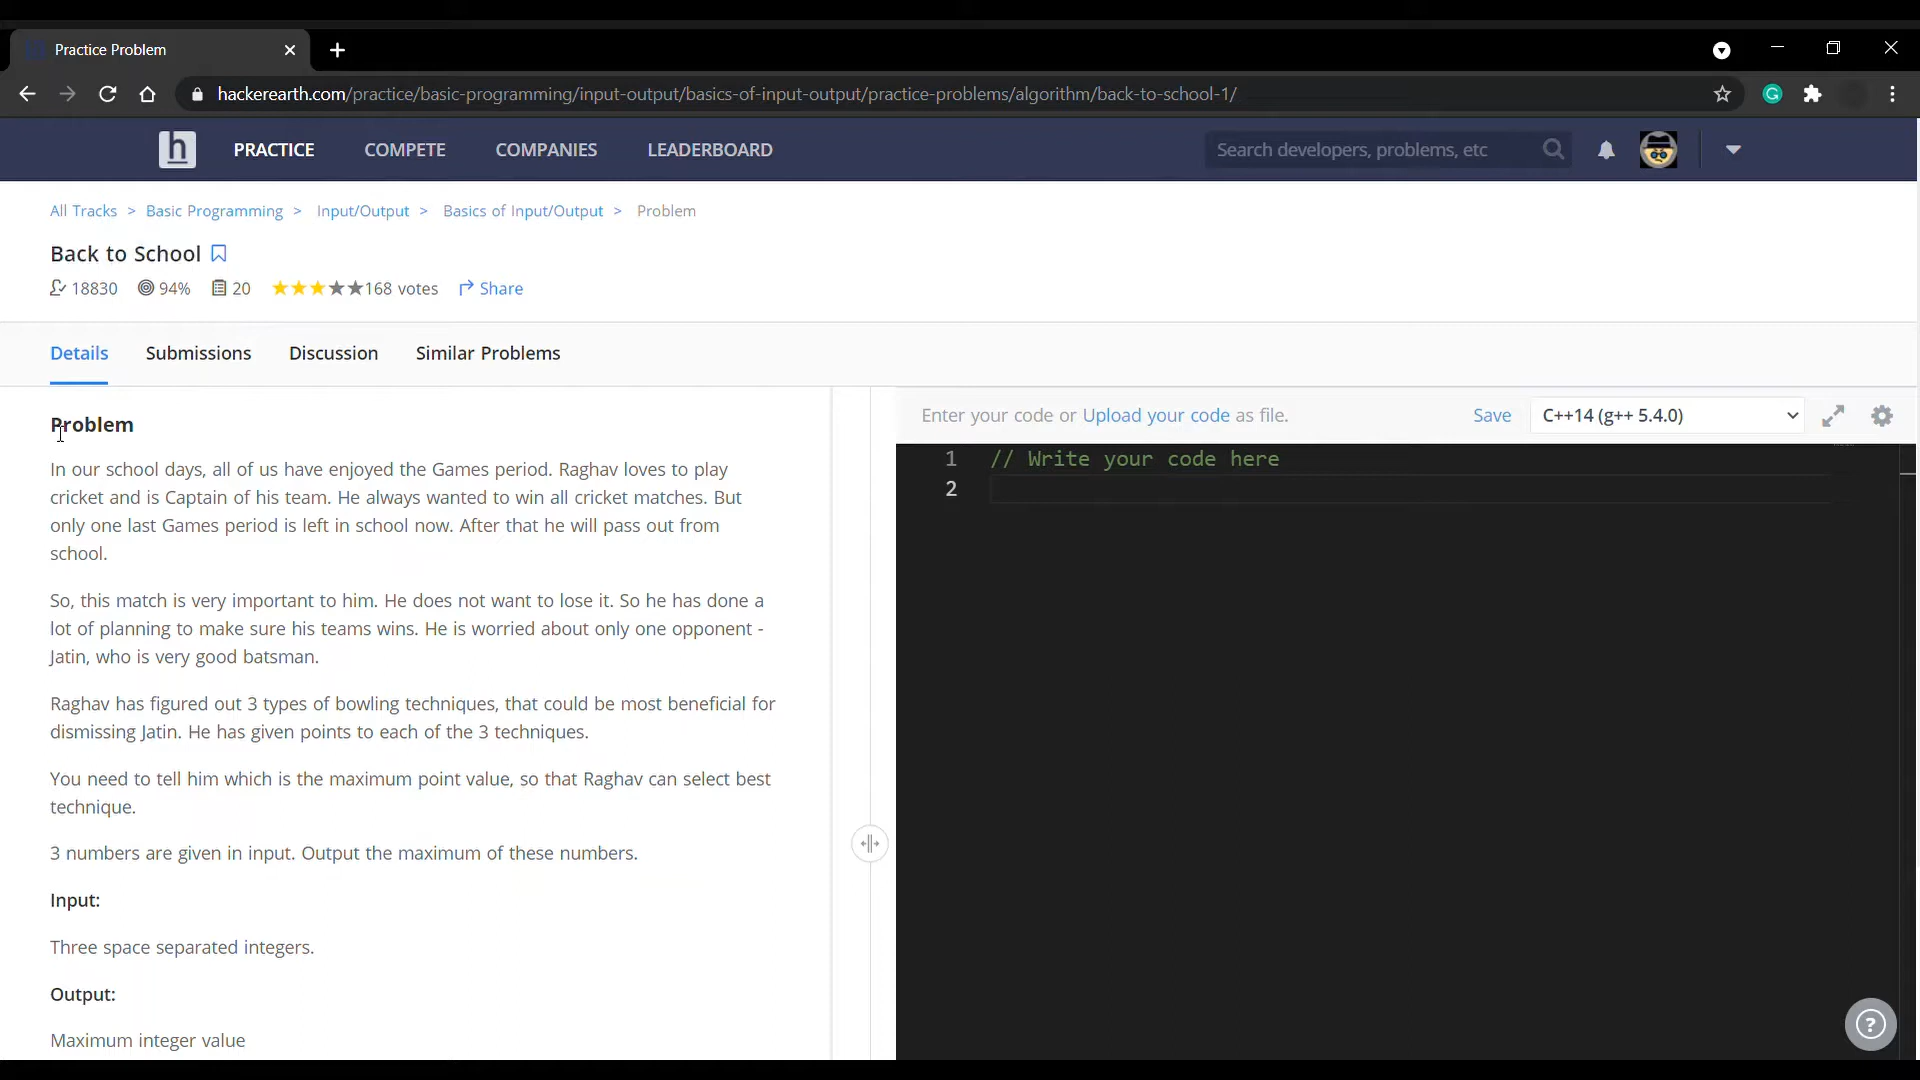 Practice Problem
hackerearth.com/practice/basic-programming/input-output/basics-of-input-output/practice-problems/algorithm/back-to-school-1/
h PRACTICE COMPETE COMPANIES LEADERBOARD Search developers, problems, etc
All Tracks > Basic Programming > Input/Output > Basics of Input/Output > Problem
Back to School
18830 94% 20 ★★★★★168 votes Share
Details Submissions Discussion Similar Problems
Problem
In our school days, all of us have enjoyed the Games period. Raghav loves to play
cricket and is Captain of his team. He always wanted to win all cricket matches. But
only one last Games period is left in school now. After that he will pass out from
school.
So, this match is very important to him. He does not want to lose it. So he has done a
lot of planning to make sure his teams wins. He is worried about only one opponent -
Jatin, who is very good batsman.
Raghav has figured out 3 types of bowling techniques, that could be most beneficial for
dismissing Jatin. He has given points to each of the 3 techniques.
You need to tell him which is the maximum point value, so that Raghav can select best
technique.
3 numbers are given in input. Output the maximum of these numbers.
Input:
Three space separated integers.
Output:
Maximum integer value
Enter your code or Upload your code as file. Save C++14 (g++ 5.4.0)
1 // Write your code here
2